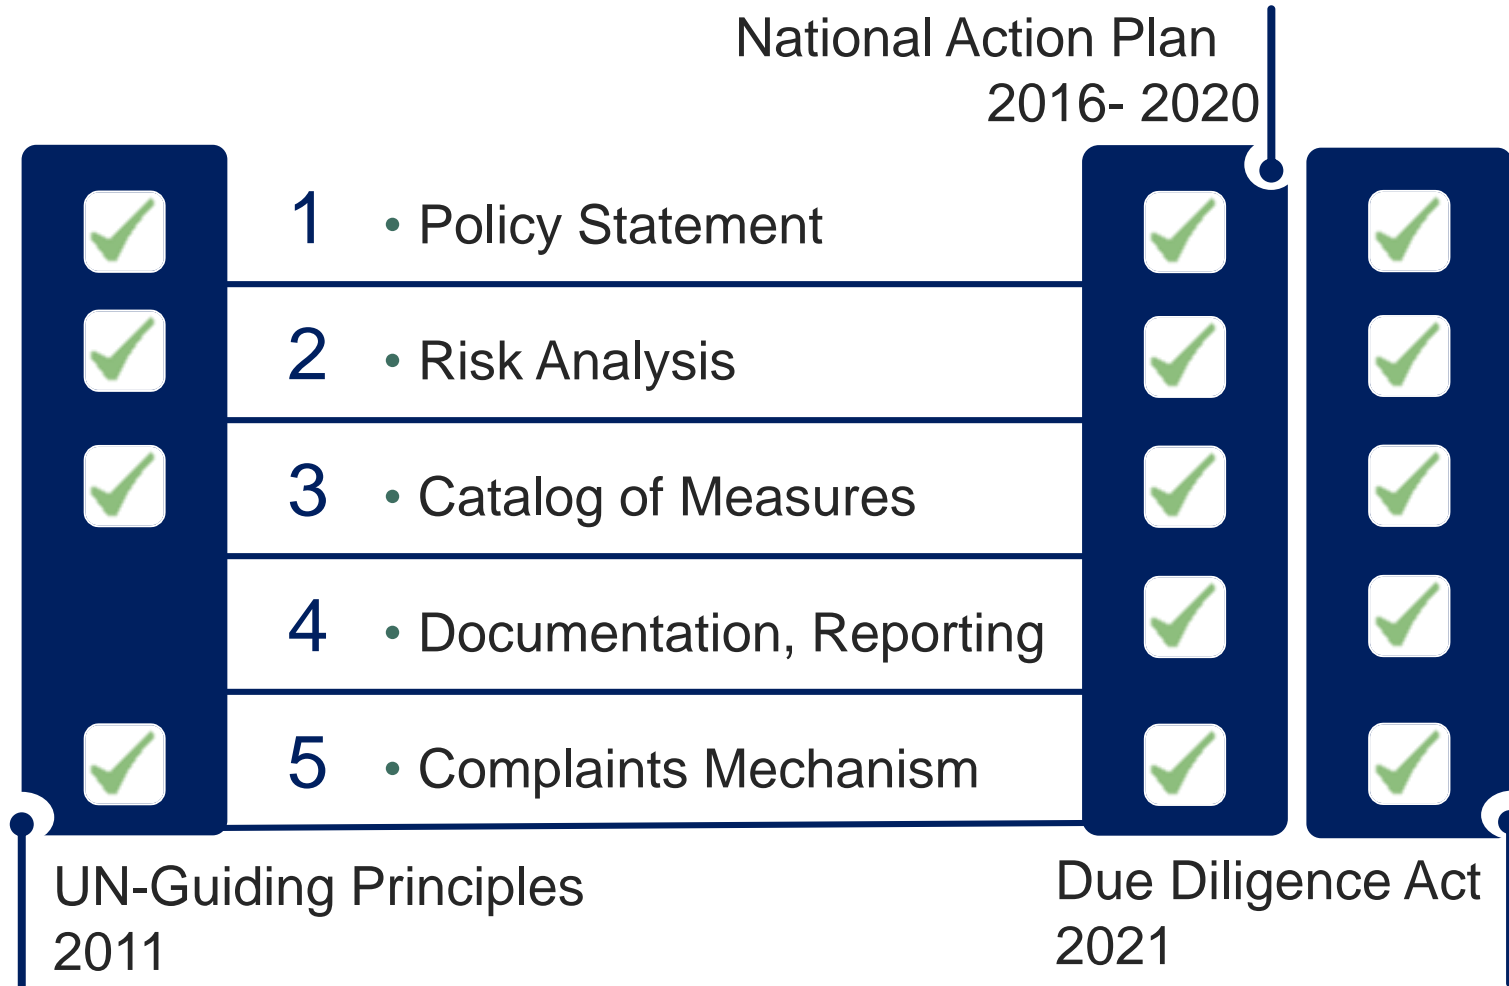 National Action Plan
2016- 2020
1 • Policy Statement
2 • Risk Analysis
3 • Catalog of Measures
4 • Documentation, Reporting
5 • Complaints Mechanism
UN-Guiding Principles
2011
Due Diligence Act
2021